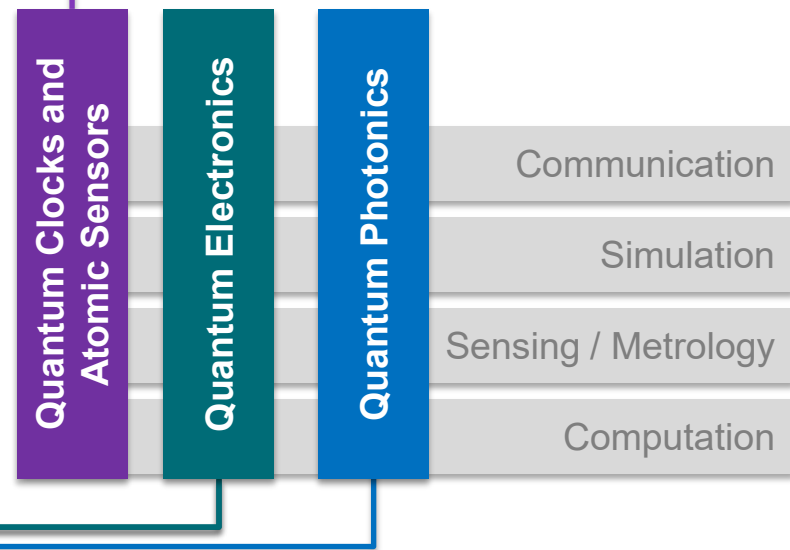 Quantum Clocks and
Atomic Sensors
Quantum Electronics
Quantum Photonics
Communication
Simulation
Sensing / Metrology
Computation